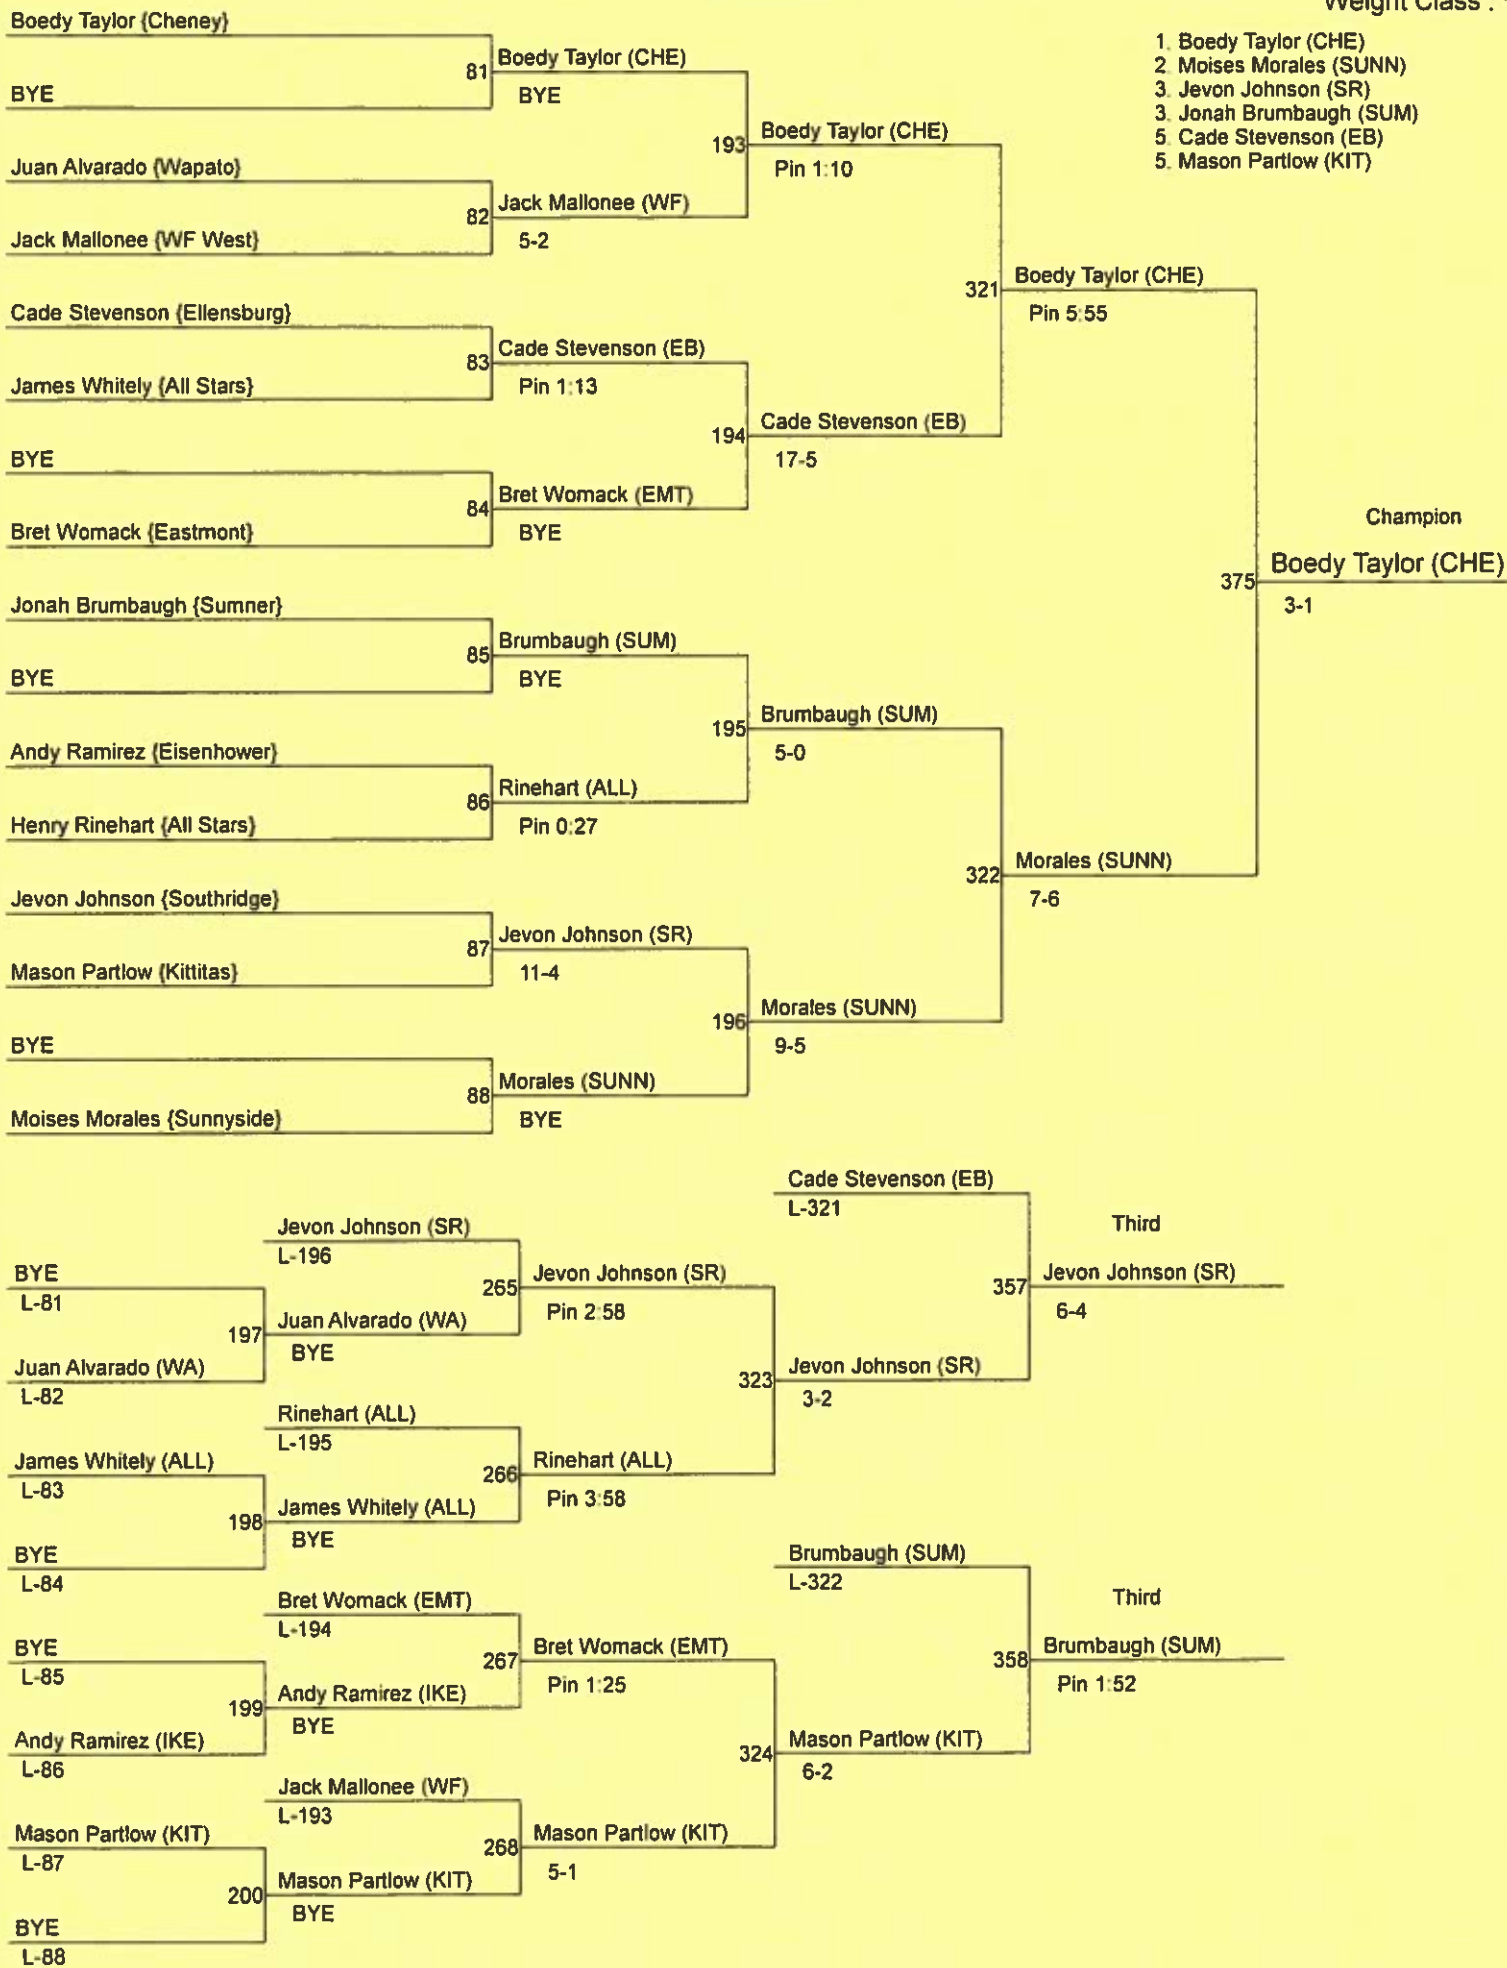 Weight Class :
1. Boedy Taylor (CHE)
2. Moises Morales (SUNN)
3. Jevon Johnson (SR)
3. Jonah Brumbaugh (SUM)
5. Cade Stevenson (EB)
5. Mason Partlow (KIT)
Boedy Taylor {Cheney}
BYE
Juan Alvarado {Wapato}
Jack Mallonee {WF West}
Cade Stevenson {Ellensburg}
James Whitely {All Stars}
BYE
Bret Womack {Eastmont}
Jonah Brumbaugh {Sumner}
BYE
Andy Ramirez {Eisenhower}
Henry Rinehart {All Stars}
Jevon Johnson {Southridge}
Mason Partlow {Kittitas}
BYE
Moises Morales {Sunnyside}
81
Boedy Taylor (CHE)
BYE
82
Jack Mallonee (WF)
5-2
83
Cade Stevenson (EB)
Pin 1:13
84
Bret Womack (EMT)
BYE
85
Brumbaugh (SUM)
BYE
86
Rinehart (ALL)
Pin 0:27
87
Jevon Johnson (SR)
11-4
88
Morales (SUNN)
BYE
193
Boedy Taylor (CHE)
Pin 1:10
194
Cade Stevenson (EB)
17-5
195
Brumbaugh (SUM)
5-0
196
Morales (SUNN)
9-5
321
Boedy Taylor (CHE)
Pin 5:55
322
Morales (SUNN)
7-6
Champion
375
Boedy Taylor (CHE)
3-1
BYE
L-81
Juan Alvarado (WA)
L-82
James Whitely (ALL)
L-83
BYE
L-84
BYE
L-85
Andy Ramirez (IKE)
L-86
Mason Partlow (KIT)
L-87
BYE
L-88
Jevon Johnson (SR)
L-196
197
Juan Alvarado (WA)
BYE
Rinehart (ALL)
L-195
198
James Whitely (ALL)
BYE
Bret Womack (EMT)
L-194
199
Andy Ramirez (IKE)
BYE
Jack Mallonee (WF)
L-193
200
Mason Partlow (KIT)
BYE
265
Jevon Johnson (SR)
Pin 2:58
266
Rinehart (ALL)
Pin 3:58
267
Bret Womack (EMT)
Pin 1:25
268
Mason Partlow (KIT)
5-1
Cade Stevenson (EB)
L-321
323
Jevon Johnson (SR)
3-2
Brumbaugh (SUM)
L-322
324
Mason Partlow (KIT)
6-2
Third
357
Jevon Johnson (SR)
6-4
Third
358
Brumbaugh (SUM)
Pin 1:52